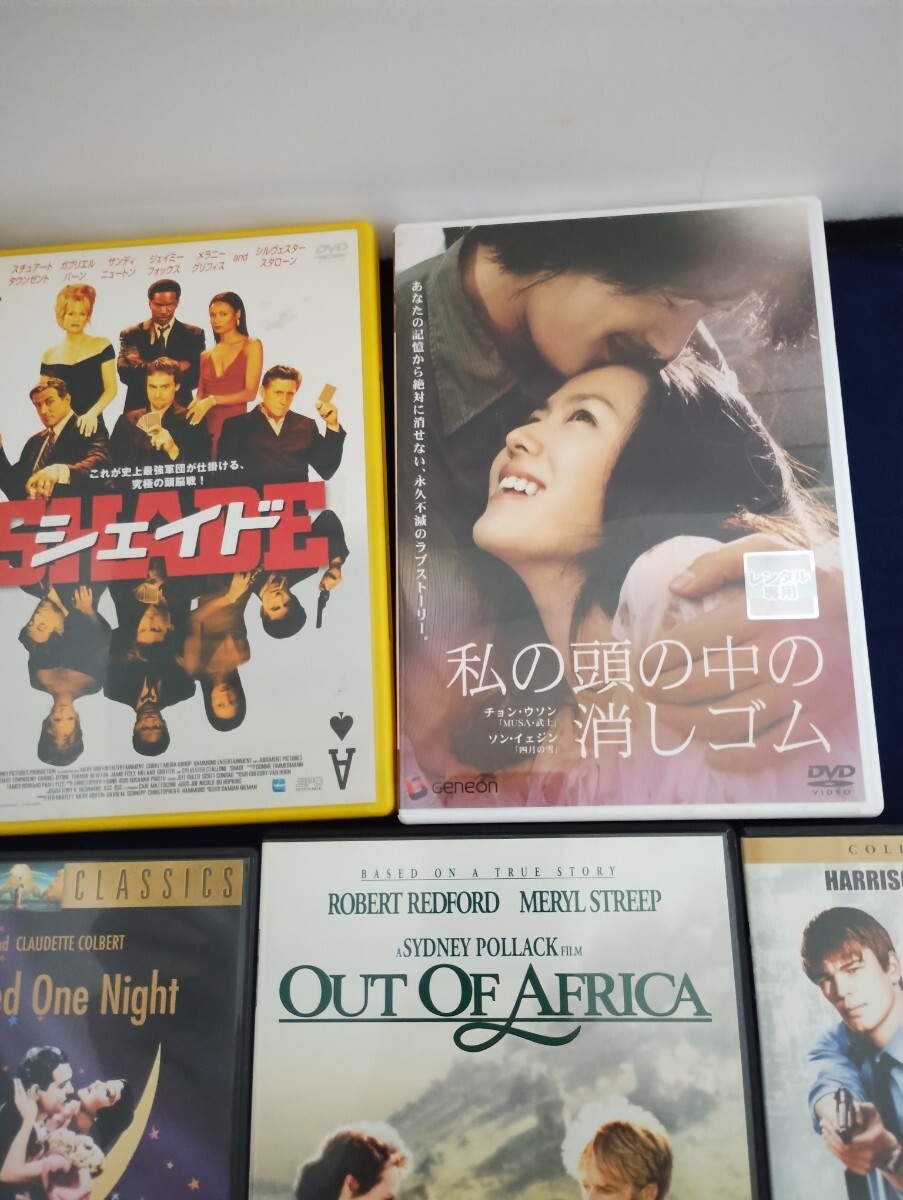 スチュアート ガブリエル サンディ ジェイミー メラニー and シルヴェスター
タウンゼント バーン ニュートン フォックス グリフィス スタローン
DVD
これが史上最強軍団が仕掛ける、
究極の頭脳戦！
SHADE
シェイド
A
あなたの記憶から絶対に消せない、永久不滅のラブストーリー。
レンタル
専用
私の頭の中の
消しゴム
チョン・ウソン
「MUSA-武士」
ソン・イェジン
「四月の雪」
Geneon
DVD
VIDEO
CLASSICS
CLAUDETTE COLBERT
One Night
BASED ON A TRUE STORY
ROBERT REDFORD MERYL STREEP
A SYDNEY POLLACK FILM
OUT OF AFRICA
COLL
HARRISO